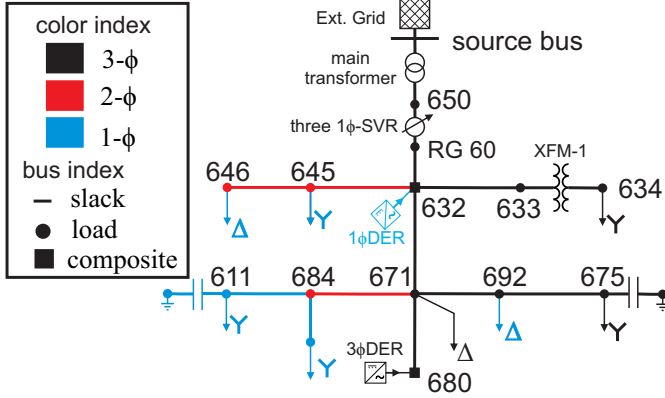 color index
3-ϕ
2-ϕ
1-ϕ
bus index
slack
load
composite
Ext. Grid
source bus
main
transformer
650
three 1ϕ-SVR
RG 60
XFM-1
646
645
632
633
634
Δ
Y
1ϕDER
Y
611
684
671
692
675
Y
Y
Δ
Δ
Y
3ϕDER
680